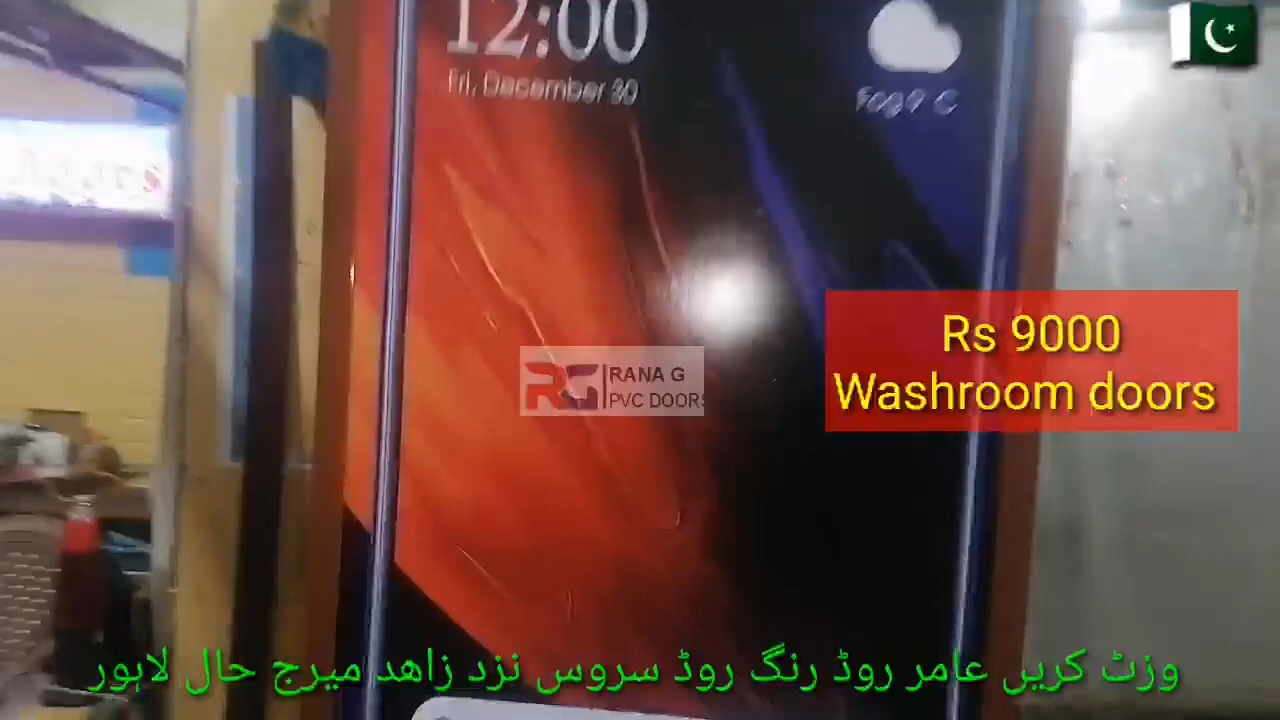 12:00
Fri, December 30
Fog 9 C
RANA G
PVC DOORS
Rs 9000
Washroom doors
وزٹ کریں عامر روڈ رنگ روڈ سروس نزد زاھد میرج حال لاہور